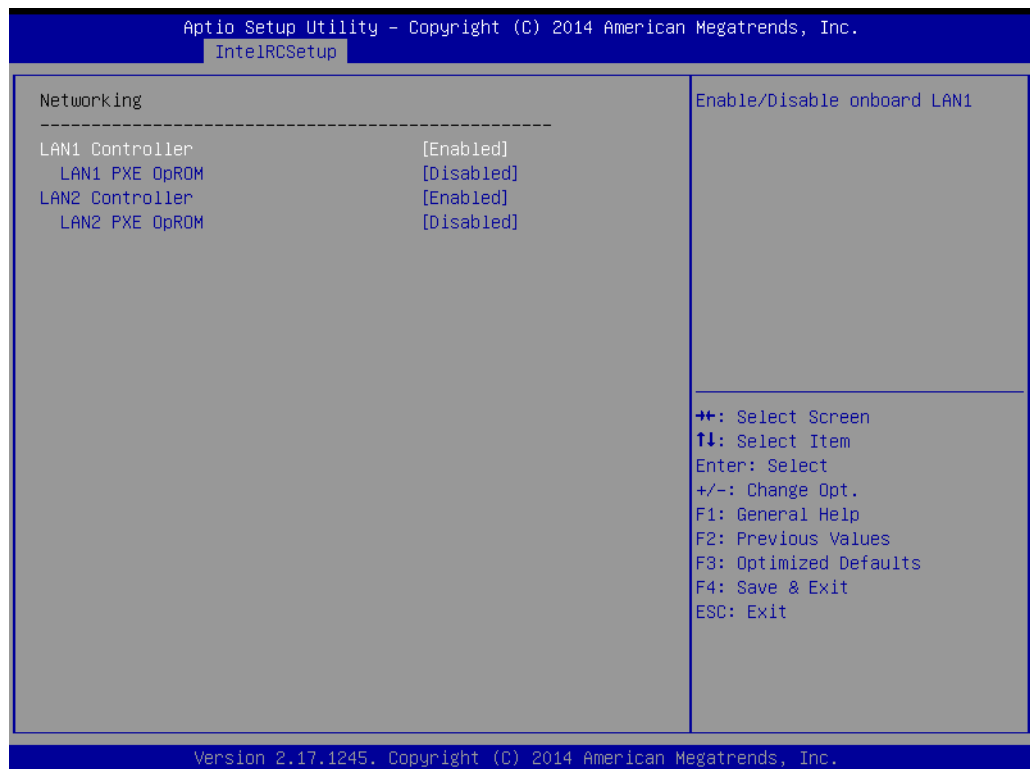 Aptio Setup Utility – Copyright (C) 2014 American Megatrends, Inc.
IntelRCSetup
Networking
--------------------------------------------------
LAN1 Controller [Enabled]
LAN1 PXE OpROM [Disabled]
LAN2 Controller [Enabled]
LAN2 PXE OpROM [Disabled]
Enable/Disable onboard LAN1
→←: Select Screen
↑↓: Select Item
Enter: Select
+/-: Change Opt.
F1: General Help
F2: Previous Values
F3: Optimized Defaults
F4: Save & Exit
ESC: Exit
Version 2.17.1245. Copyright (C) 2014 American Megatrends, Inc.